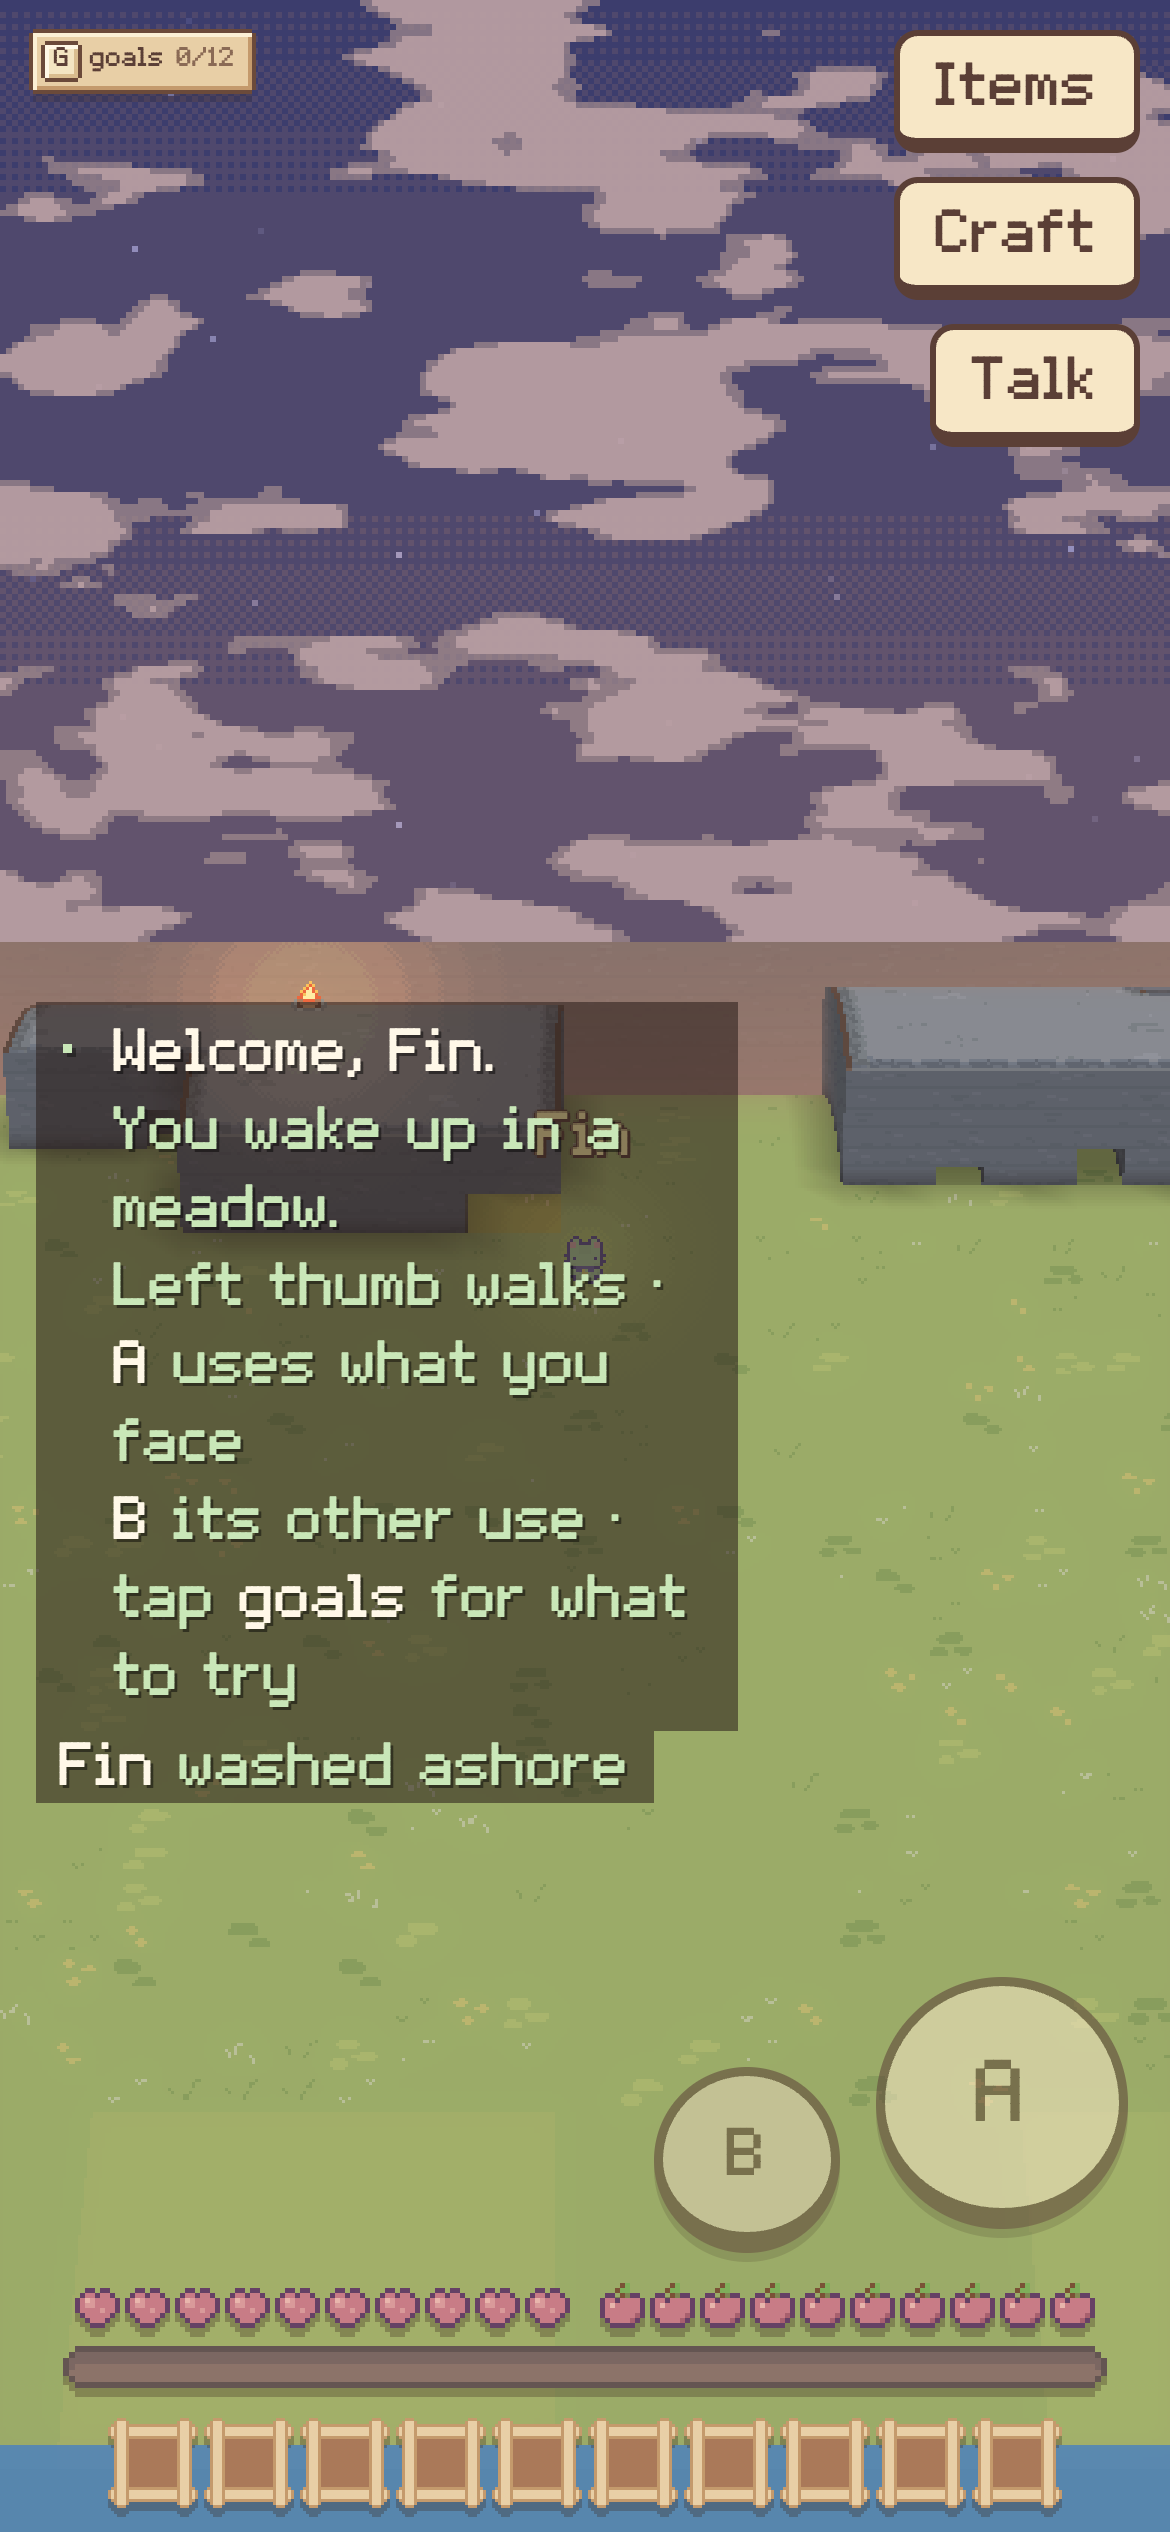 G goals 0/12
Items
Craft
Talk
· Welcome, Fin.
You wake up in a
Fin
meadow.
Left thumb walks ·
A uses what you
face
B its other use ·
tap goals for what
to try
Fin washed ashore
A
B